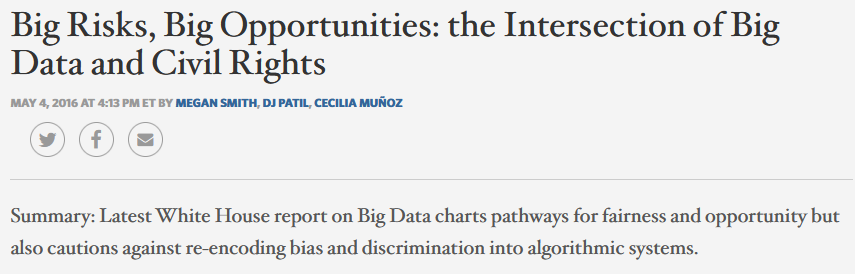 Big Risks, Big Opportunities: the Intersection of Big
Data and Civil Rights
MAY 4, 2016 AT 4:13 PM ET BY MEGAN SMITH, DJ PATIL, CECILIA MUÑOZ
Summary: Latest White House report on Big Data charts pathways for fairness and opportunity but
also cautions against re-encoding bias and discrimination into algorithmic systems.